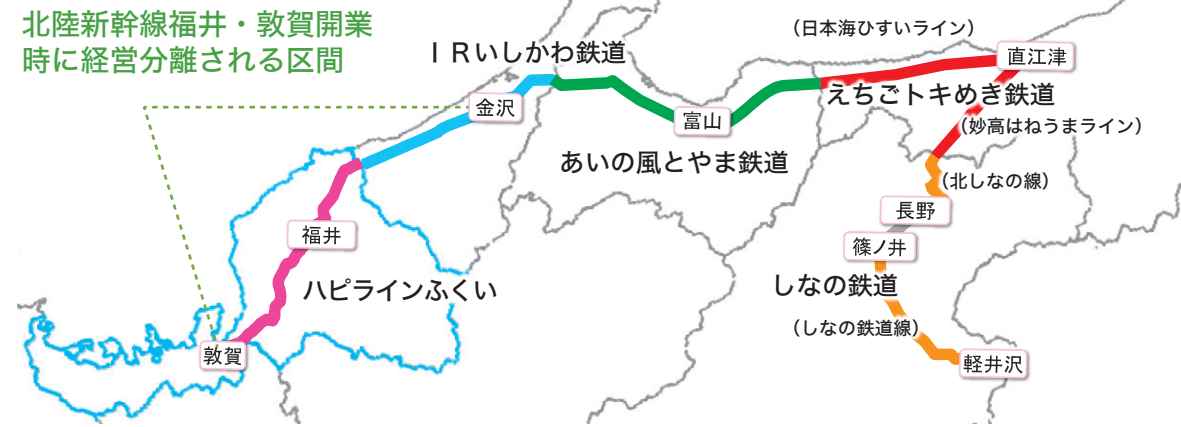 北陸新幹線福井・敦賀開業
時に経営分離される区間
ＩＲいしかわ鉄道
（日本海ひすいライン）
直江津
金沢
えちごトキめき鉄道
富山
（妙高はねうまライン）
あいの風とやま鉄道
（北しなの線）
長野
福井
篠ノ井
ハピラインふくい
しなの鉄道
（しなの鉄道線）
敦賀
軽井沢